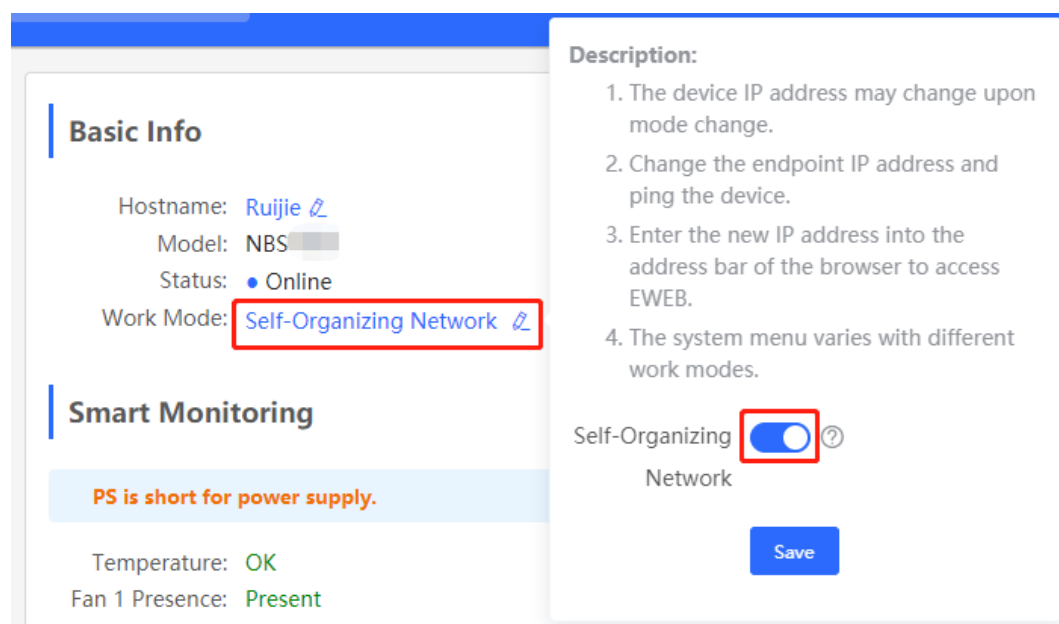 Basic Info
Hostname: Ruijie
Model: NBS
Status: Online
Work Mode: Self-Organizing Network
Smart Monitoring
PS is short for power supply.
Temperature: OK
Fan 1 Presence: Present
Description:
1. The device IP address may change upon
mode change.
2. Change the endpoint IP address and
ping the device.
3. Enter the new IP address into the
address bar of the browser to access
EWEB.
4. The system menu varies with different
work modes.
Self-Organizing
Network
Save